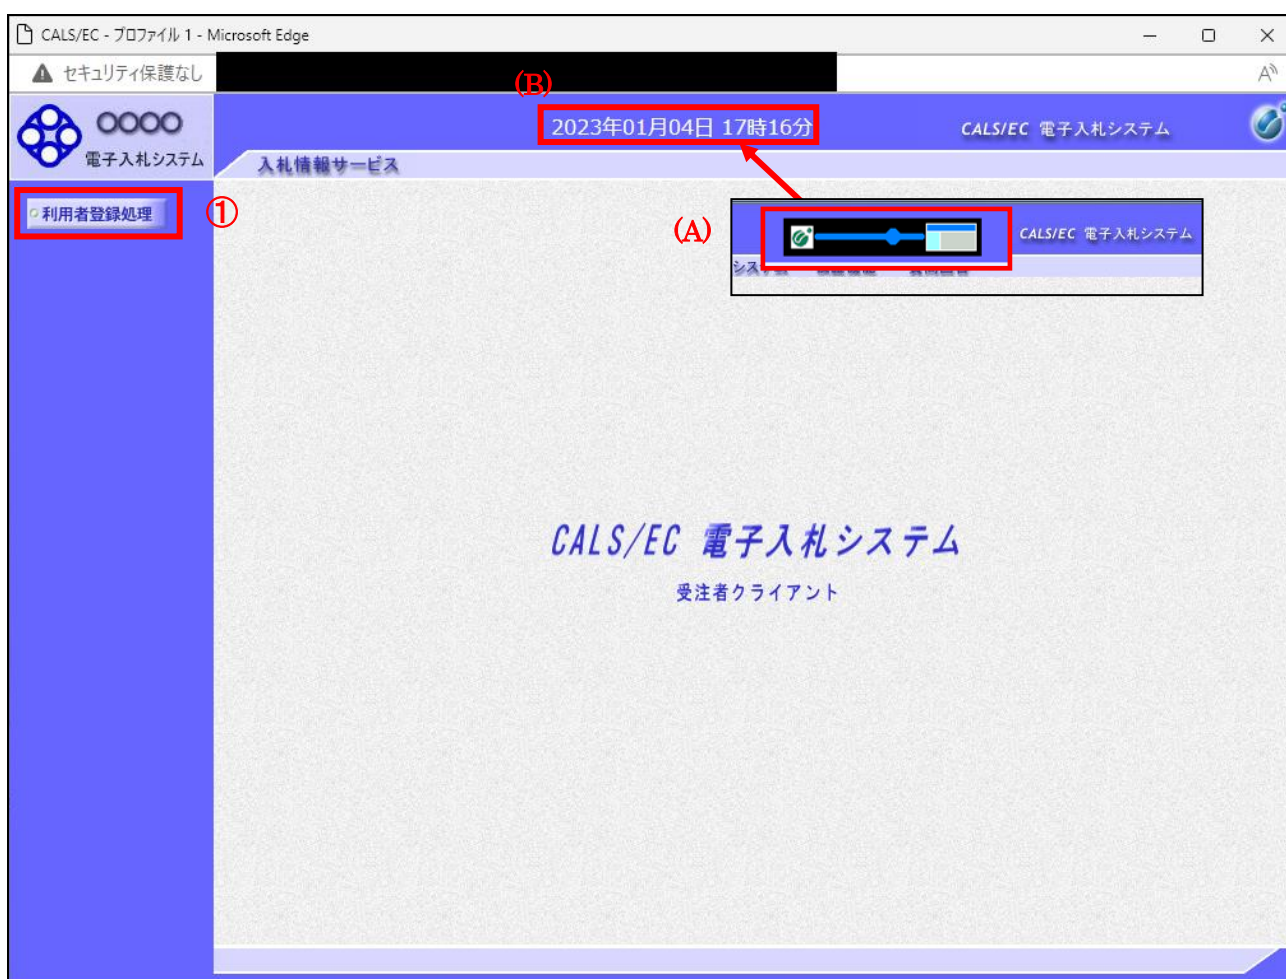 CALS/EC - プロファイル 1 - Microsoft Edge
セキュリティ保護なし
A
(B)
○○○○
電子入札システム
2023年01月04日 17時16分
CALS/EC 電子入札システム
入札情報サービス
利用者登録処理
①
(A)
CALS/EC 電子入札システム
CALS/EC 電子入札システム
受注者クライアント